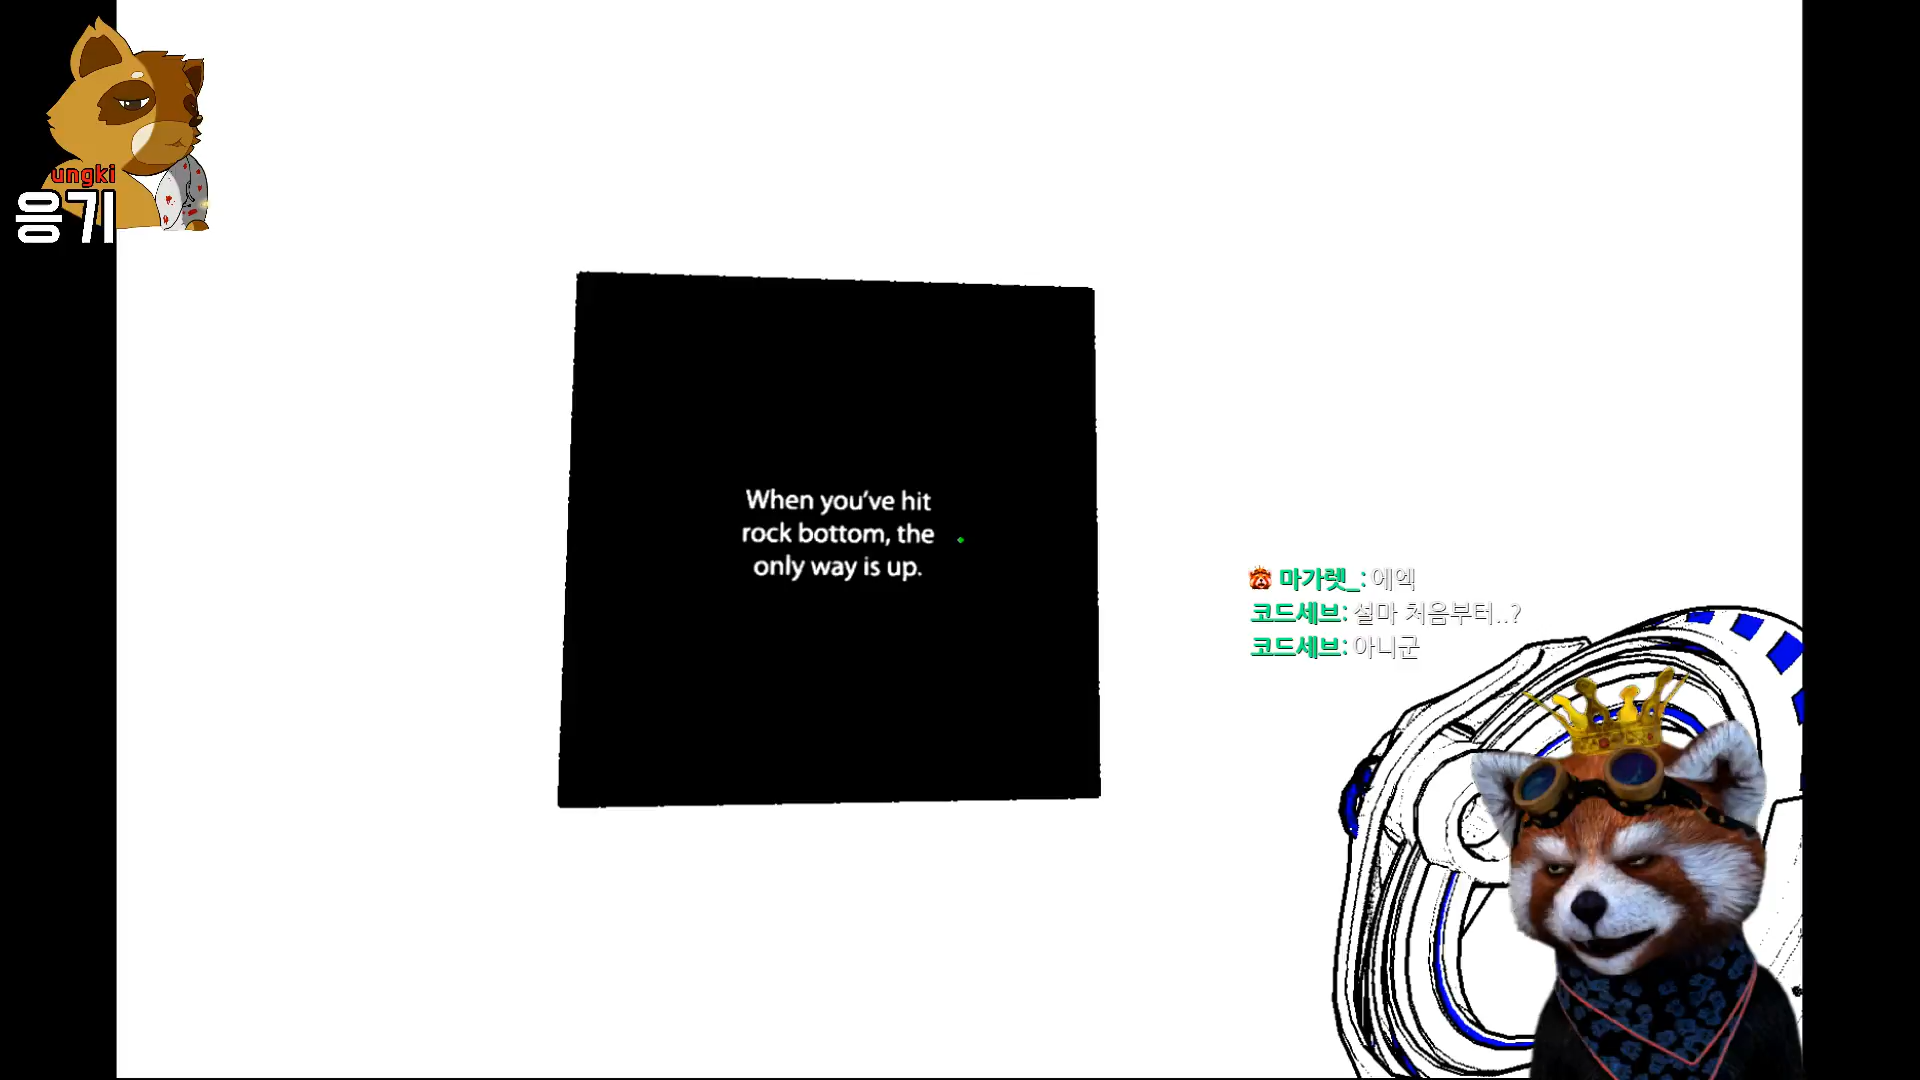 ungki
응기
When you've hit
rock bottom, the
only way is up.
마가렛_: 에엑
코드세브: 설마 처음부터..?
코드세브: 아니군